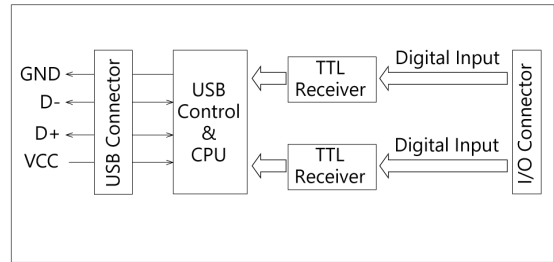 GND
D-
D+
VCC
USB Connector
USB
Control
&
CPU
TTL
Receiver
Digital Input
TTL
Receiver
Digital Input
I/O Connector